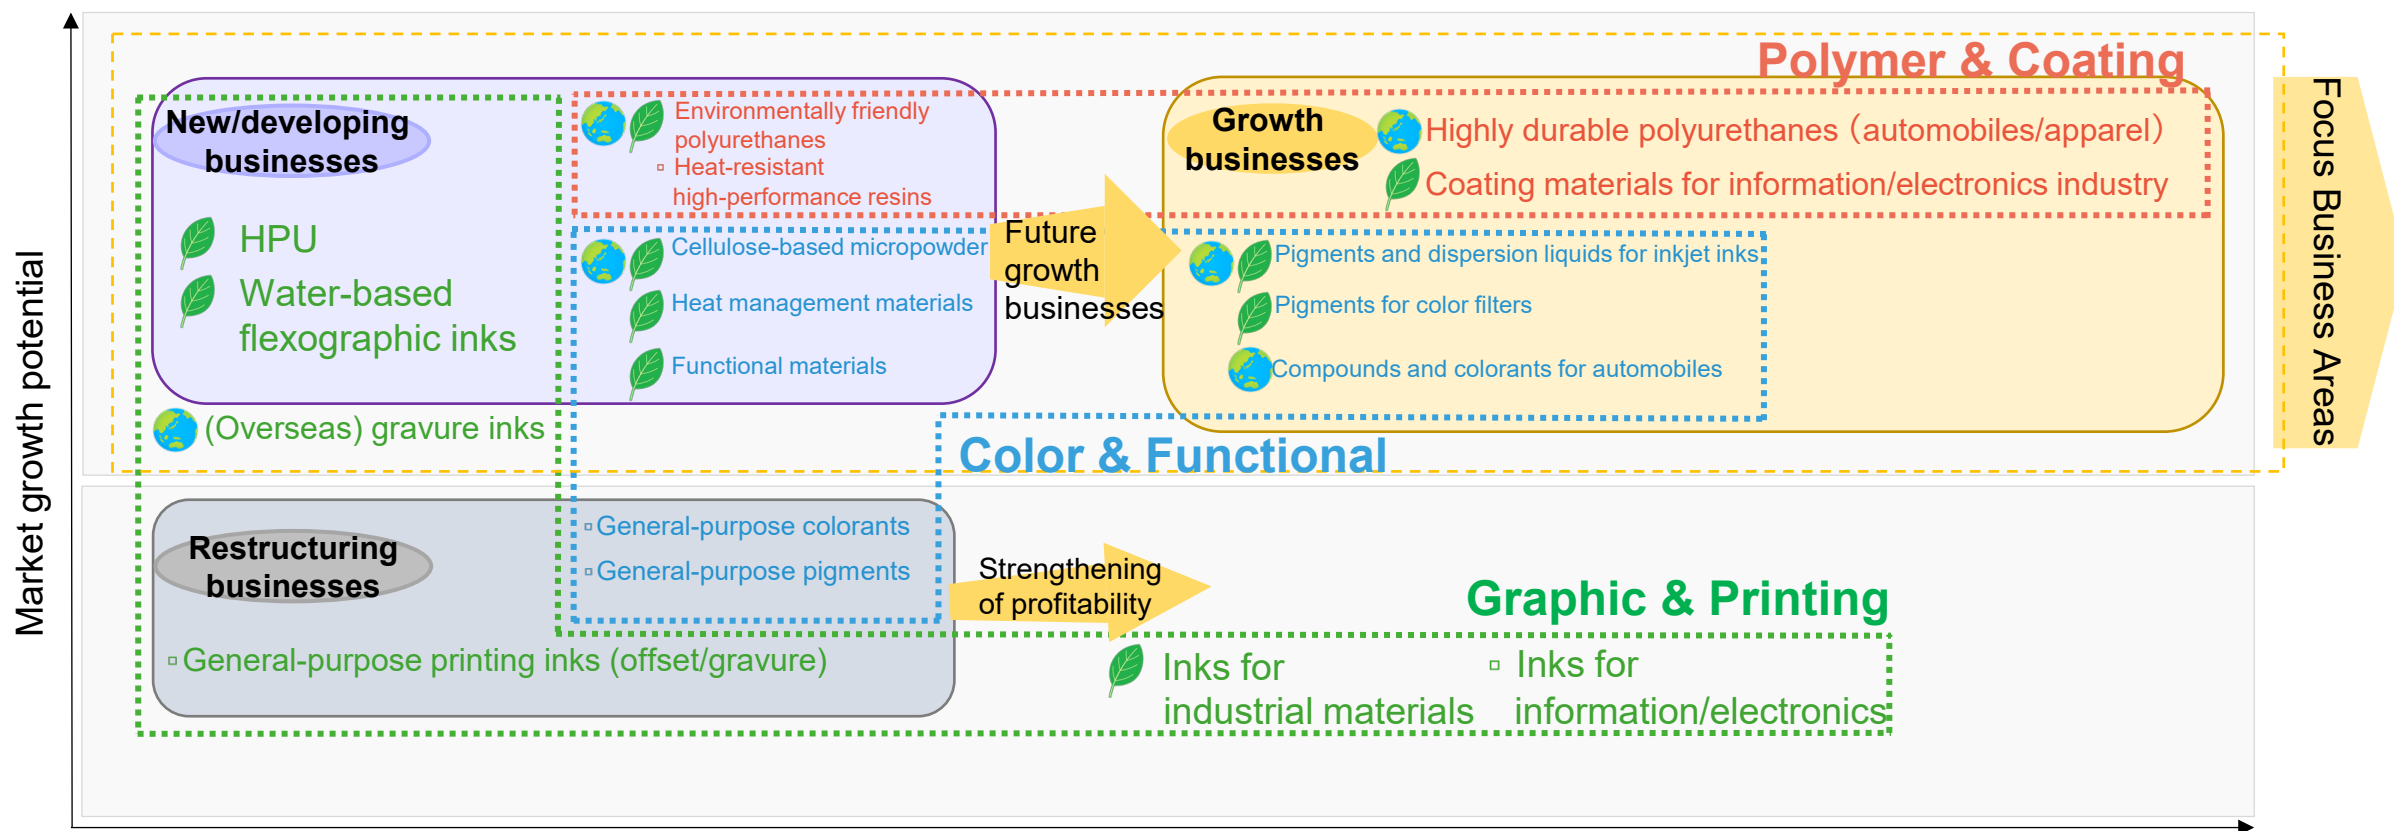 Market growth potential
Polymer & Coating
New/developing
businesses
Environmentally friendly
polyurethanes
▫ Heat-resistant
high-performance resins
HPU
Water-based
flexographic inks
Cellulose-based micropowder
Heat management materials
Functional materials
(Overseas) gravure inks
Future
growth
businesses
Growth
businesses
Highly durable polyurethanes（automobiles/apparel）
Coating materials for information/electronics industry
Pigments and dispersion liquids for inkjet inks
Pigments for color filters
Compounds and colorants for automobiles
Color & Functional
Focus Business Areas
Restructuring
businesses
▫General-purpose colorants
▫General-purpose pigments
▫General-purpose printing inks (offset/gravure)
Strengthening
of profitability
Graphic & Printing
Inks for
industrial materials
▫ Inks for
information/electronics